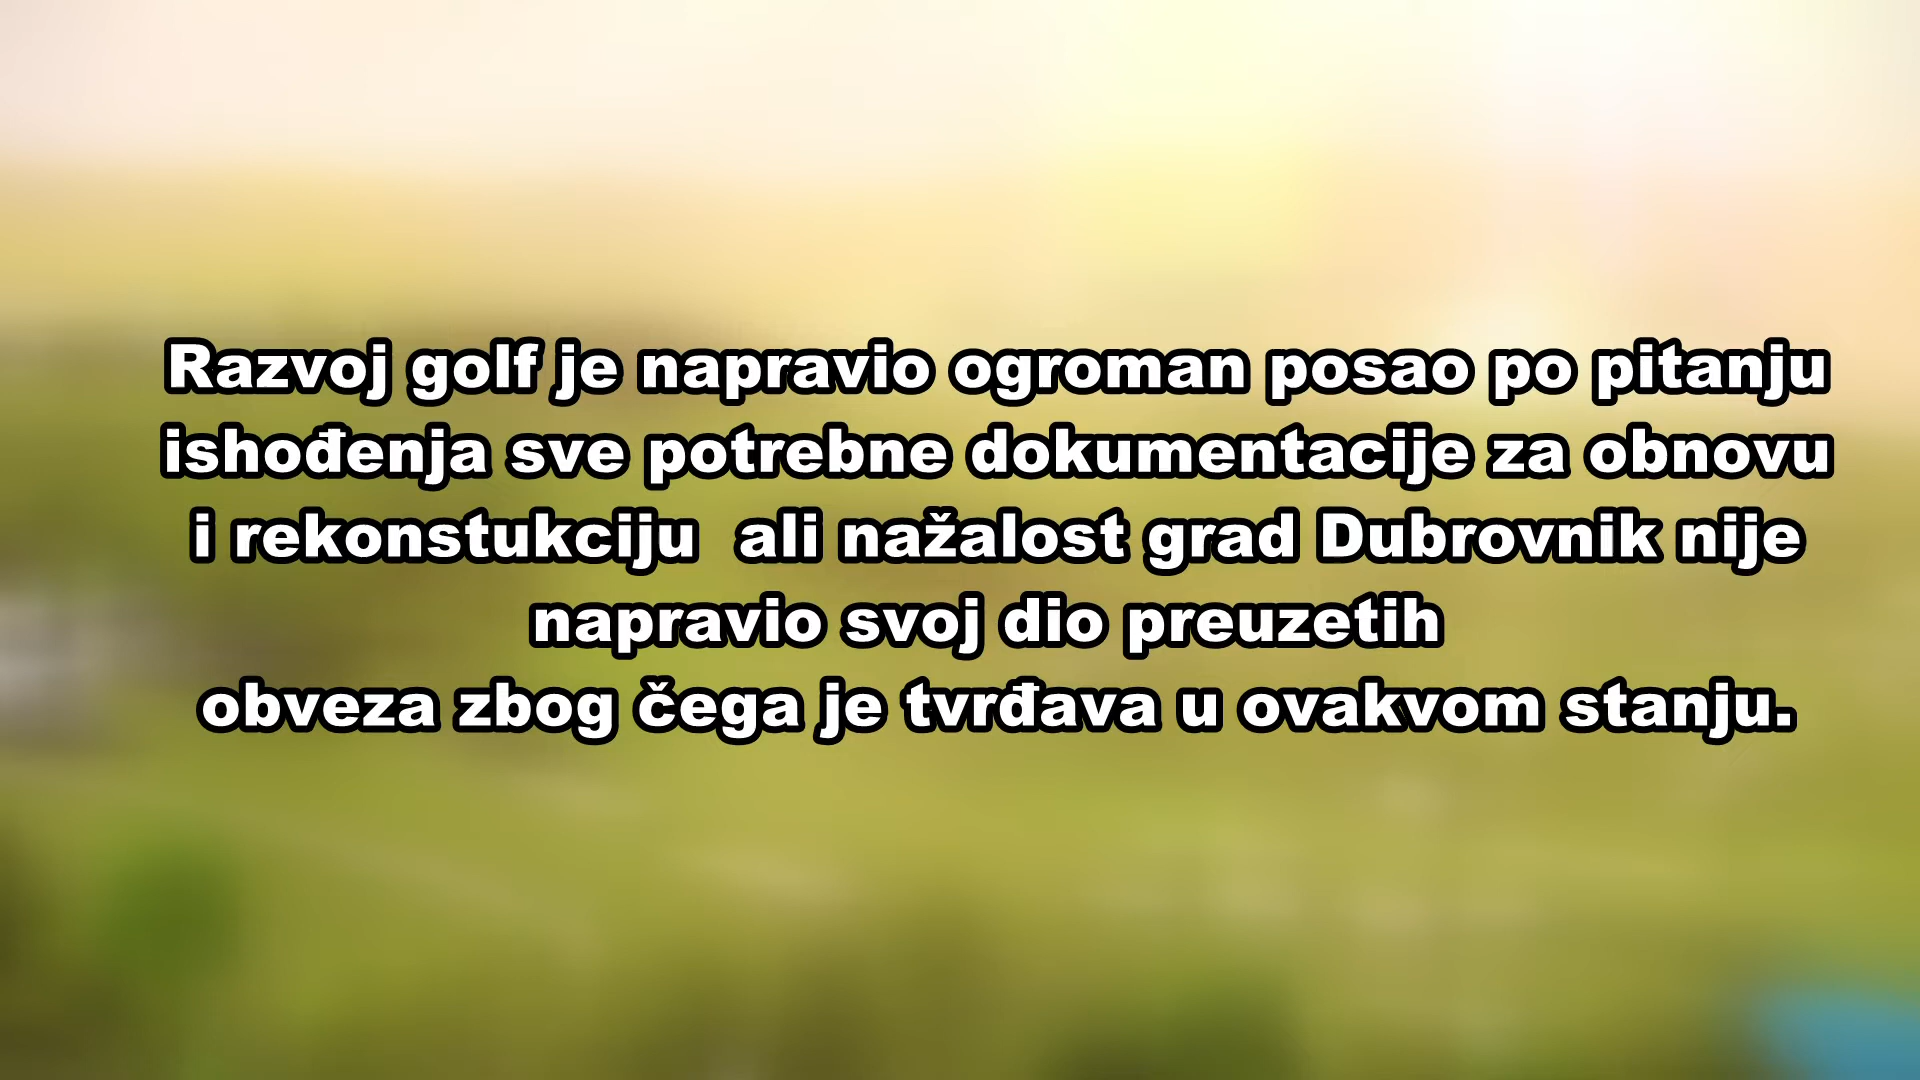 Razvoj golf je napravio ogroman posao po pitanju
ishođenja sve potrebne dokumentacije za obnovu
i rekonstukciju  ali nažalost grad Dubrovnik nije
napravio svoj dio preuzetih
obveza zbog čega je tvrđava u ovakvom stanju.